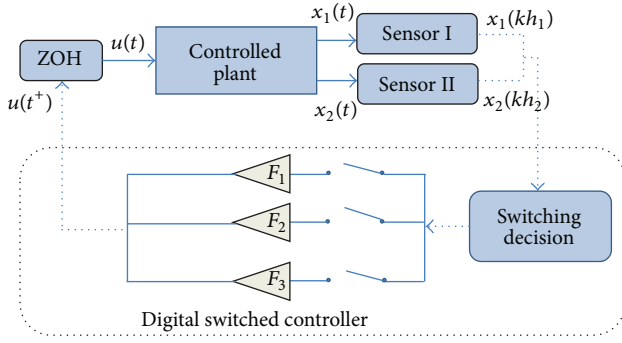 x₁(t)
x₁(kh₁)
ZOH
u(t)
Controlled
plant
Sensor I
Sensor II
u(t⁺)
x₂(t)
x₂(kh₂)
F₁
F₂
F₃
Switching
decision
Digital switched controller